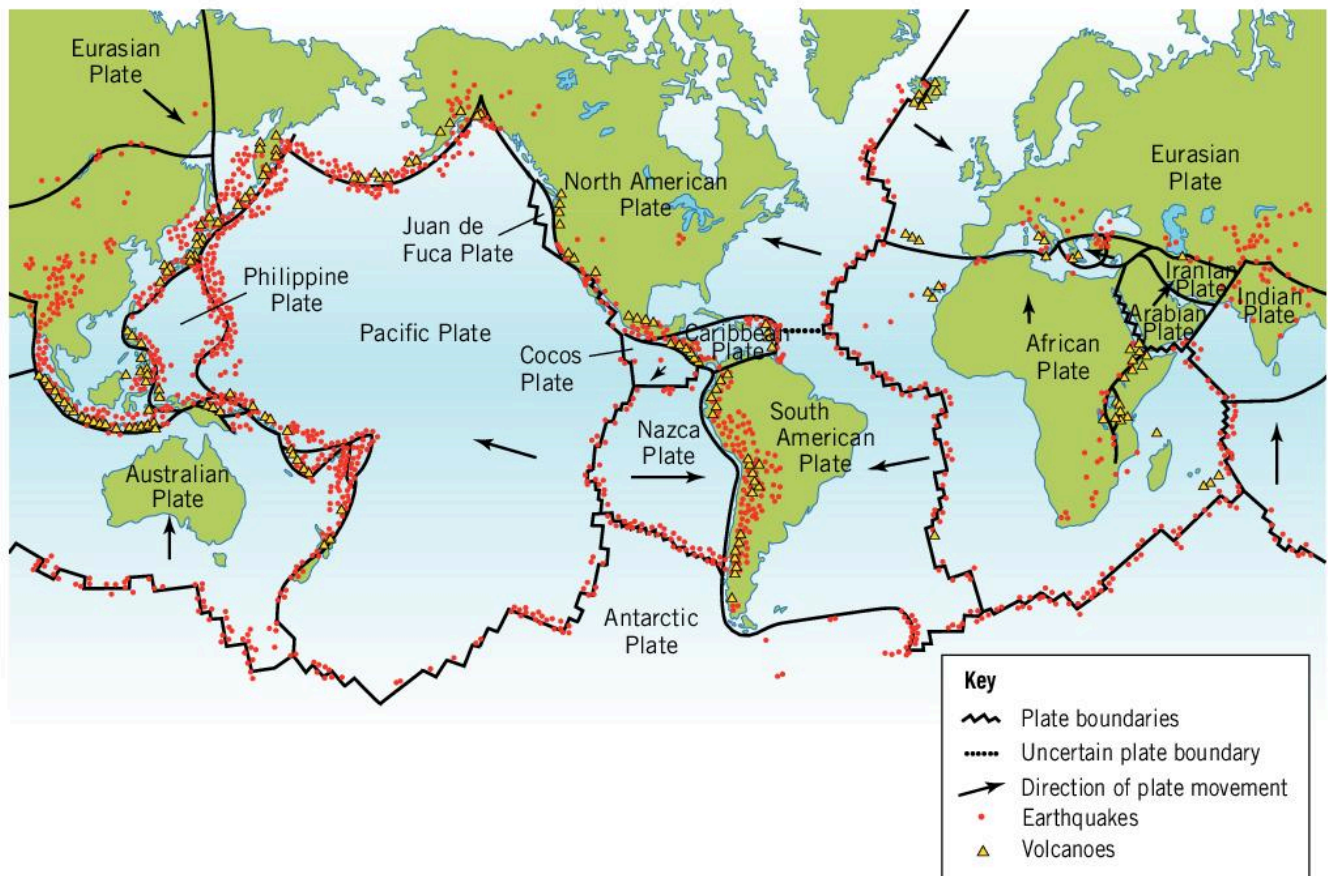 Eurasian
Plate
North American
Plate
Juan de
Fuca Plate
Eurasian
Plate
Philippine
Plate
Pacific Plate
Cocos
Plate
Caribbean
Plate
African
Plate
Arabian
Plate
Iranian
Plate
Indian
Plate
Nazca
Plate
South
American
Plate
Australian
Plate
Antarctic
Plate
Key
Plate boundaries
Uncertain plate boundary
Direction of plate movement
Earthquakes
Volcanoes